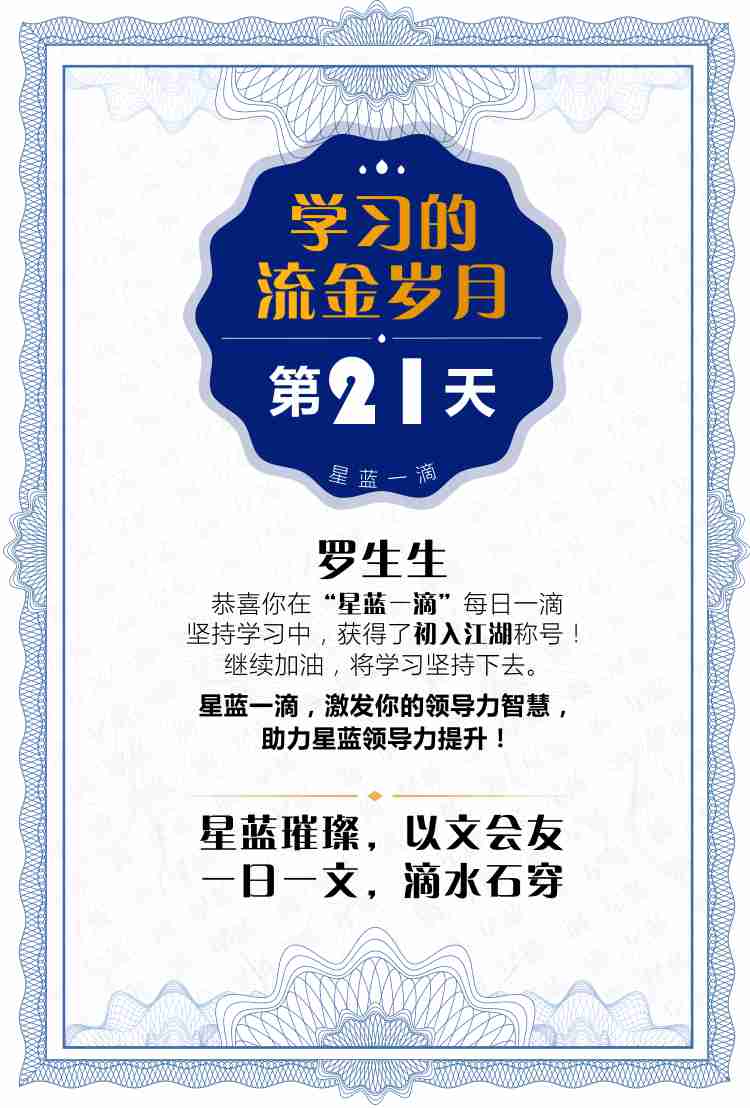 学习的
流金岁月
第21天
星蓝一滴
罗生生
恭喜你在“星蓝一滴”每日一滴
坚持学习中，获得了初入江湖称号！
继续加油，将学习坚持下去。
星蓝一滴，激发你的领导力智慧，
助力星蓝领导力提升！
星蓝璀璨，以文会友
一日一文，滴水石穿